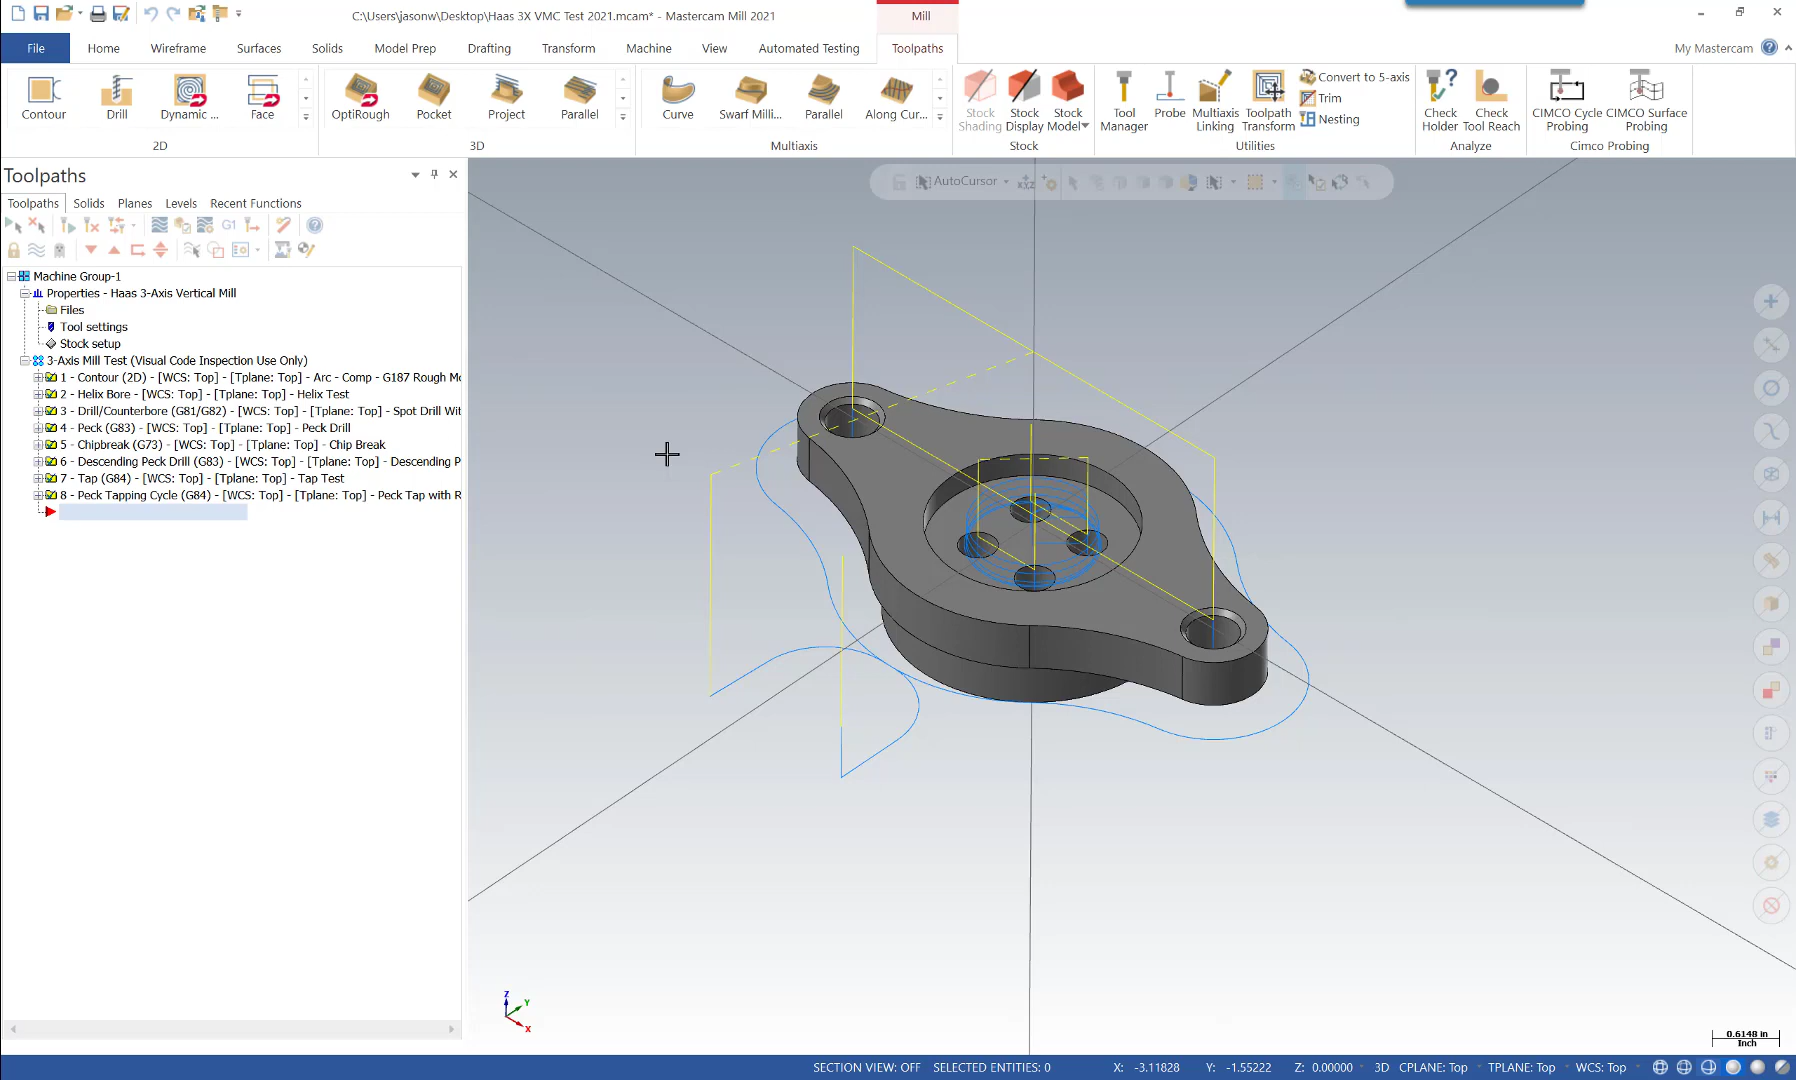 C:\Users\jasonw\Desktop\Haas 3X VMC Test 2021.mcam* - Mastercam Mill 2021
Mill
File Home Wireframe Surfaces Solids Model Prep Drafting Transform Machine View Automated Testing Toolpaths My Mastercam
Contour Drill Dynamic ... Face OptiRough Pocket Project Parallel Curve Swarf Milli... Parallel Along Cur...
Stock Shading Stock Display Stock Model Tool Manager Probe Multiaxis Linking Toolpath Transform
Convert to 5-axis
Trim
Nesting
Check Holder Check Tool Reach CIMCO Cycle Probing CIMCO Surface Probing
2D 3D Multiaxis Stock Utilities Analyze Cimco Probing
Toolpaths
Toolpaths Solids Planes Levels Recent Functions
G1
AutoCursor
XYZ
Machine Group-1
Properties - Haas 3-Axis Vertical Mill
Files
Tool settings
Stock setup
3-Axis Mill Test (Visual Code Inspection Use Only)
1 - Contour (2D) - [WCS: Top] - [Tplane: Top] - Arc - Comp - G187 Rough M
2 - Helix Bore - [WCS: Top] - [Tplane: Top] - Helix Test
3 - Drill/Counterbore (G81/G82) - [WCS: Top] - [Tplane: Top] - Spot Drill Wit
4 - Peck (G83) - [WCS: Top] - [Tplane: Top] - Peck Drill
5 - Chipbreak (G73) - [WCS: Top] - [Tplane: Top] - Chip Break
6 - Descending Peck Drill (G83) - [WCS: Top] - [Tplane: Top] - Descending P
7 - Tap (G84) - [WCS: Top] - [Tplane: Top] - Tap Test
8 - Peck Tapping Cycle (G84) - [WCS: Top] - [Tplane: Top] - Peck Tap with R
Z
Y
X
0.6148 in
Inch
SECTION VIEW: OFF SELECTED ENTITIES: 0 X: -3.11828 Y: -1.55222 Z: 0.00000 3D CPLANE: Top TPLANE: Top WCS: Top